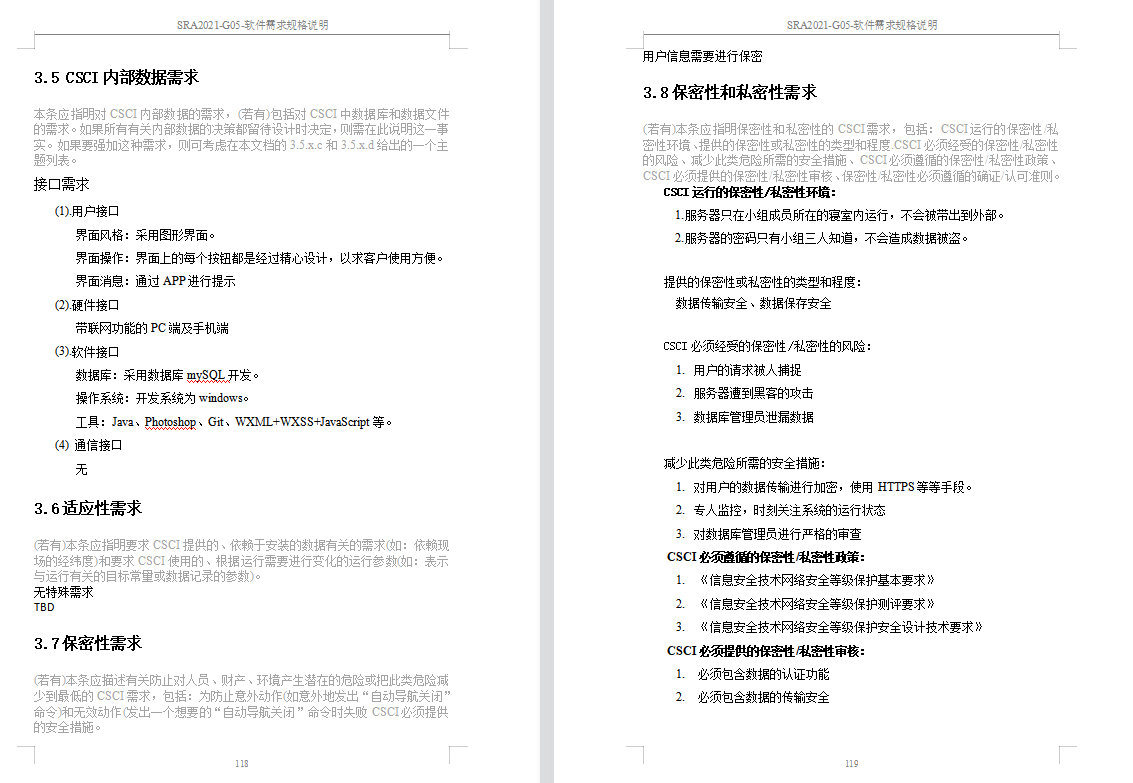 SRA2021-G05-软件需求规格说明
3.5 CSCI 内部数据需求
本条应指明对 CSCI 内部数据的需求，(若有)包括对 CSCI 中数据库和数据文件
的需求。如果所有有关内部数据的决策都留待设计时决定，则需在此说明这一事
实。如果要强加这种需求，则可考虑在本文档的 3.5.x.c 和 3.5.x.d 给出的一个主
题列表。
接口需求
(1).用户接口
界面风格：采用图形界面。
界面操作：界面上的每个按钮都是经过精心设计，以求客户使用方便。
界面消息：通过 APP 进行提示
(2).硬件接口
带联网功能的 PC 端及手机端
(3).软件接口
数据库：采用数据库 mySQL 开发。
操作系统：开发系统为 windows。
工具：Java、Photoshop、Git、WXML+WXSS+JavaScript 等。
(4) 通信接口
无
3.6 适应性需求
(若有)本条应指明要求 CSCI 提供的、依赖于安装的数据有关的需求(如：依赖现
场的经纬度)和要求 CSCI 使用的、根据运行需要进行变化的运行参数(如：表示
与运行有关的目标常量或数据记录的参数)。
无特殊需求
TBD
3.7 保密性需求
(若有)本条应描述有关防止对人员、财产、环境产生潜在的危险或把此类危险减
少到最低的 CSCI 需求，包括：为防止意外动作(如意外地发出“自动导航关闭”
命令)和无效动作(发出一个想要的“自动导航关闭”命令时失败 CSCI 必须提供
的安全措施。
118
SRA2021-G05-软件需求规格说明
用户信息需要进行保密
3.8 保密性和私密性需求
(若有)本条应指明保密性和私密性的 CSCI 需求，包括：CSCI 运行的保密性/私
密性环境、提供的保密性或私密性的类型和程度.CSCI 必须经受的保密性/私密性
的风险、减少此类危险所需的安全措施、CSCI 必须遵循的保密性/私密性政策、
CSCI 必须提供的保密性/私密性审核、保密性/私密性必须遵循的确证/认可准则。
CSCI 运行的保密性/私密性环境：
1.服务器只在小组成员所在的寝室内运行，不会被带出到外部。
2.服务器的密码只有小组三人知道，不会造成数据被盗。
提供的保密性或私密性的类型和程度：
数据传输安全、数据保存安全
CSCI 必须经受的保密性/私密性的风险：
1. 用户的请求被人捕捉
2. 服务器遭到黑客的攻击
3. 数据库管理员泄漏数据
减少此类危险所需的安全措施：
1. 对用户的数据传输进行加密，使用 HTTPS 等等手段。
2. 专人监控，时刻关注系统的运行状态
3. 对数据库管理员进行严格的审查
CSCI 必须遵循的保密性/私密性政策：
1. 《信息安全技术网络安全等级保护基本要求》
2. 《信息安全技术网络安全等级保护测评要求》
3. 《信息安全技术网络安全等级保护安全设计技术要求》
CSCI 必须提供的保密性/私密性审核：
1. 必须包含数据的认证功能
2. 必须包含数据的传输安全
119